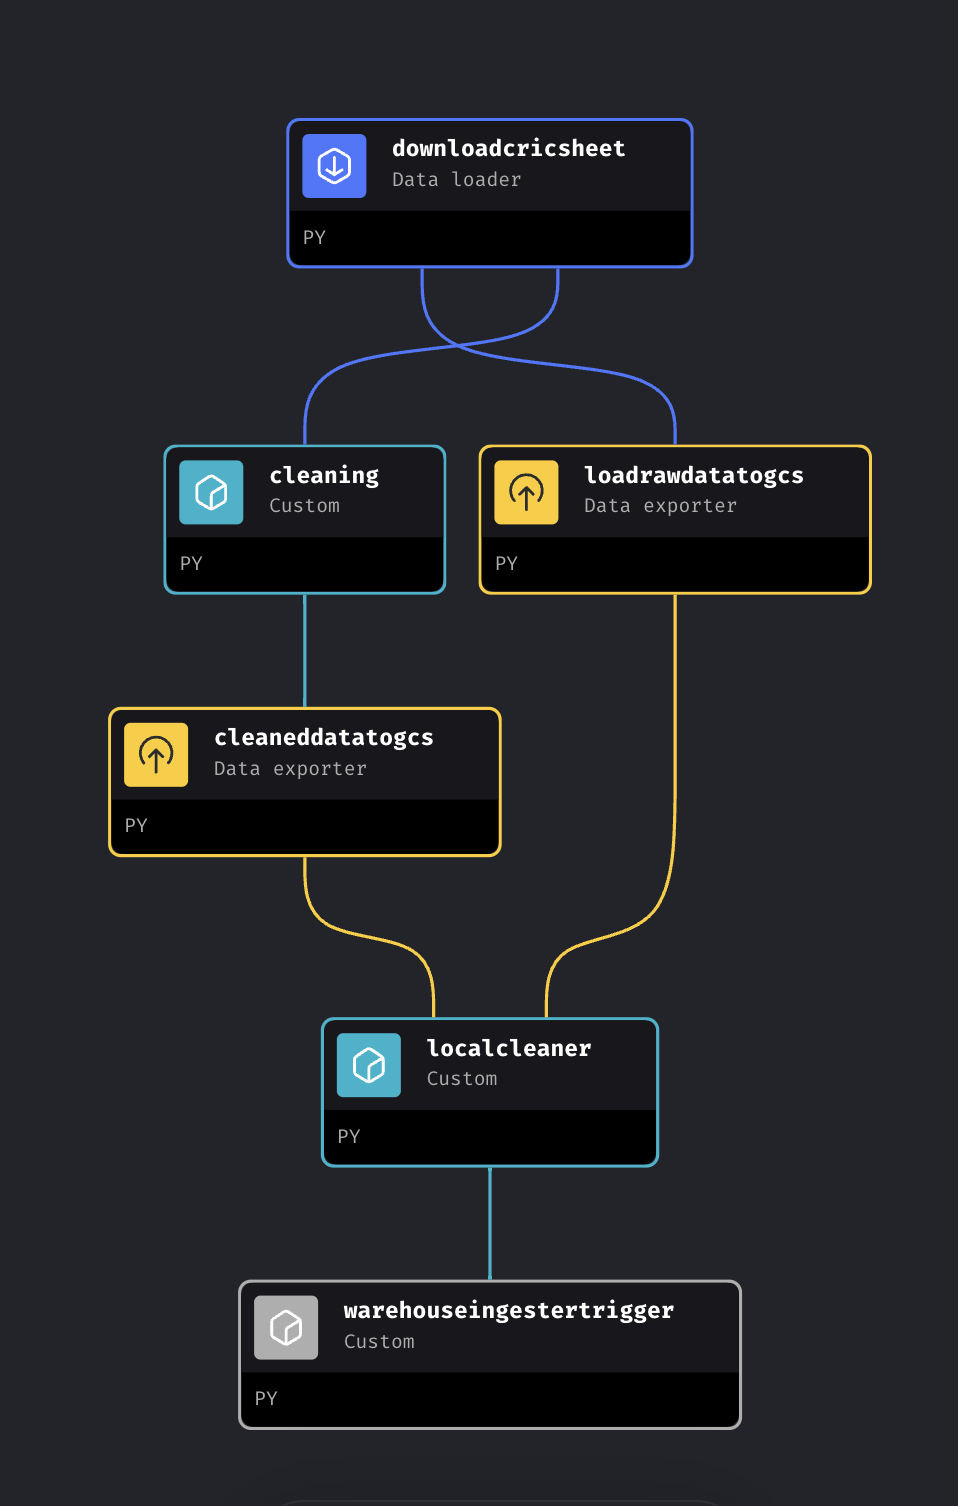 downloadcricsheet
Data loader
PY
cleaning
Custom
PY
loadrawdatatogcs
Data exporter
PY
cleaneddatatogcs
Data exporter
PY
localcleaner
Custom
PY
warehouseingestertrigger
Custom
PY